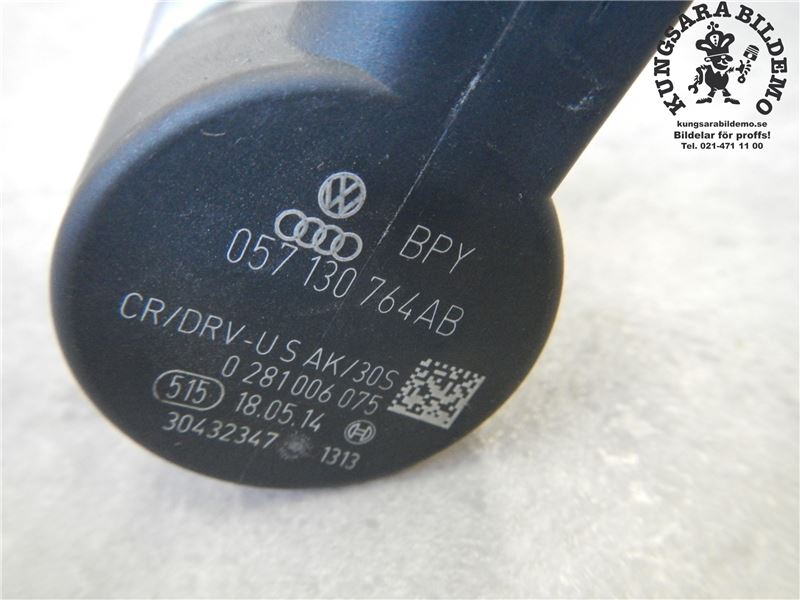 KUNGSARA BILDEMO
kungsarabildemo.se
Bildelar för proffs!
Tel. 021-471 11 00
BPY
057 130 764AB
CR/DRV-U S AK/30S
0 281 006 075
515 18.05.14
30432347 1313